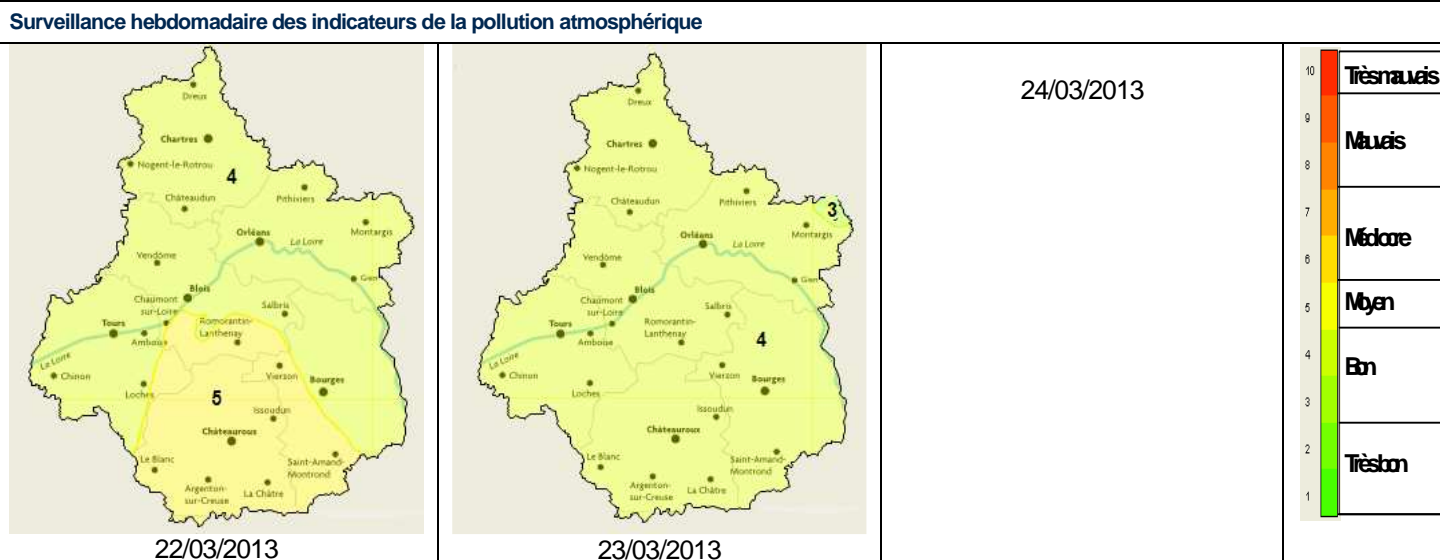 Surveillance hebdomadaire des indicateurs de la pollution atmosphérique
Dreux
Chartres
Nogent-le-Rotrou
4
Châteaudun
Pithiviers
Orléans
La Loire
Montargis
Vendôme
Gien
Blois
Chaumont
sur-Loire
Salbris
Tours
Romorantin-
Lanthenay
Amboise
La Loire
Chinon
Vierzon
Bourges
Loches
5
Issoudun
Châteauroux
Le Blanc
Saint-Amand-
Montrond
Argenton-
sur-Creuse
La Châtre
22/03/2013
Dreux
Chartres
Nogent-le-Rotrou
Châteaudun
Pithiviers
3
Orléans
La Loire
Montargis
Vendôme
Gien
Blois
Chaumont
sur-Loire
Salbris
Tours
Romorantin-
Lanthenay
4
Amboise
La Loire
Chinon
Vierzon
Bourges
Loches
Issoudun
Châteauroux
Le Blanc
Saint-Amand-
Montrond
Argenton-
sur-Creuse
La Châtre
23/03/2013
24/03/2013
10 Très mauvais
9
Mauvais
8
7
Médiocre
6
Moyen
5
4
Bon
3
2
Très bon
1